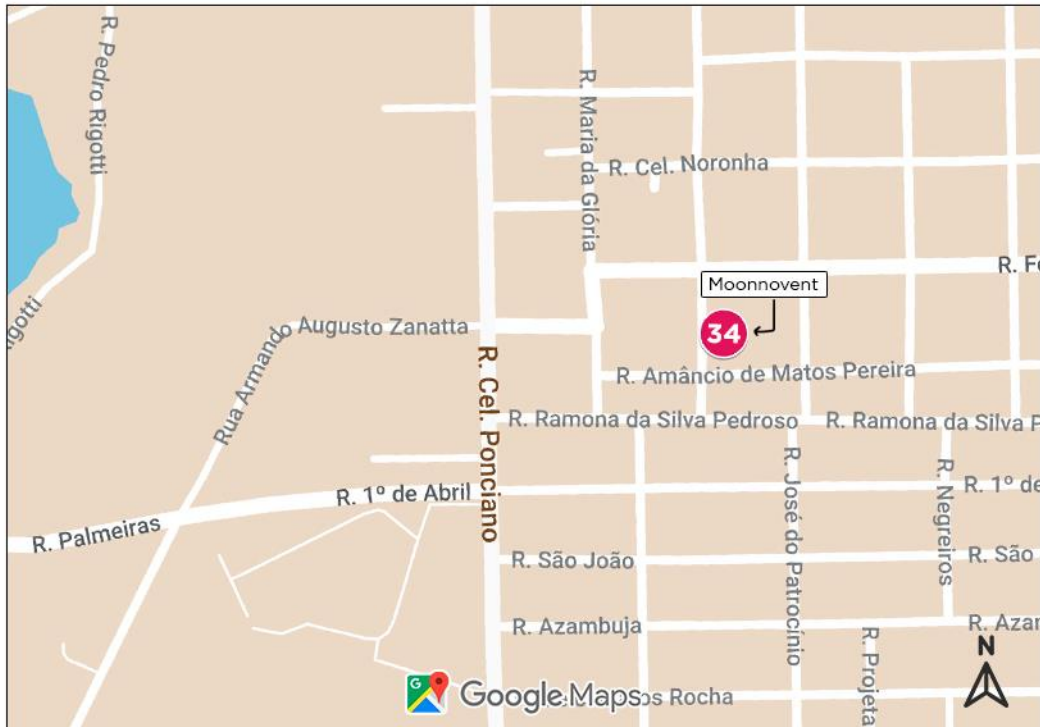 R. Pedro Rigotti
R. Maria da Glória
R. Cel. Noronha
R. Fe
Moonnovent
34
Rigotti
Rua Armando Augusto Zanatta
R. Amâncio de Matos Pereira
R. Cel. Ponciano
R. Ramona da Silva Pedroso
R. Ramona da Silva P
R. 1º de Abril
R. José do Patrocínio
R. Negreiros
R. 1º de
R. Palmeiras
R. São João
R. São
R. Azambuja
R. Azam
R. Projeta
N
G
Google Maps
os Rocha